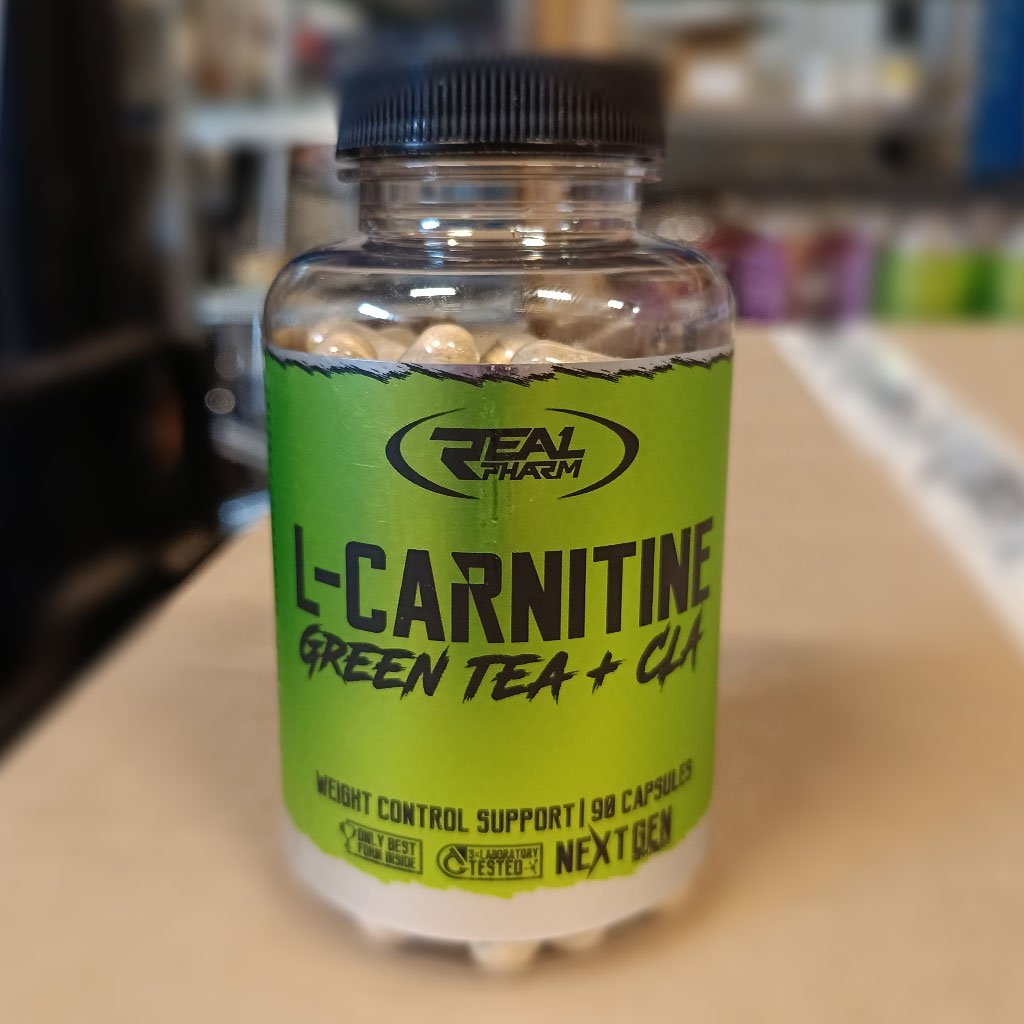 REAL
PHARM
L-CARNITINE
GREEN TEA + CLA
WEIGHT CONTROL SUPPORT | 90 CAPSULES
ONLY BEST
FORM INSIDE
3×LABORATORY
TESTED
NEXT GEN